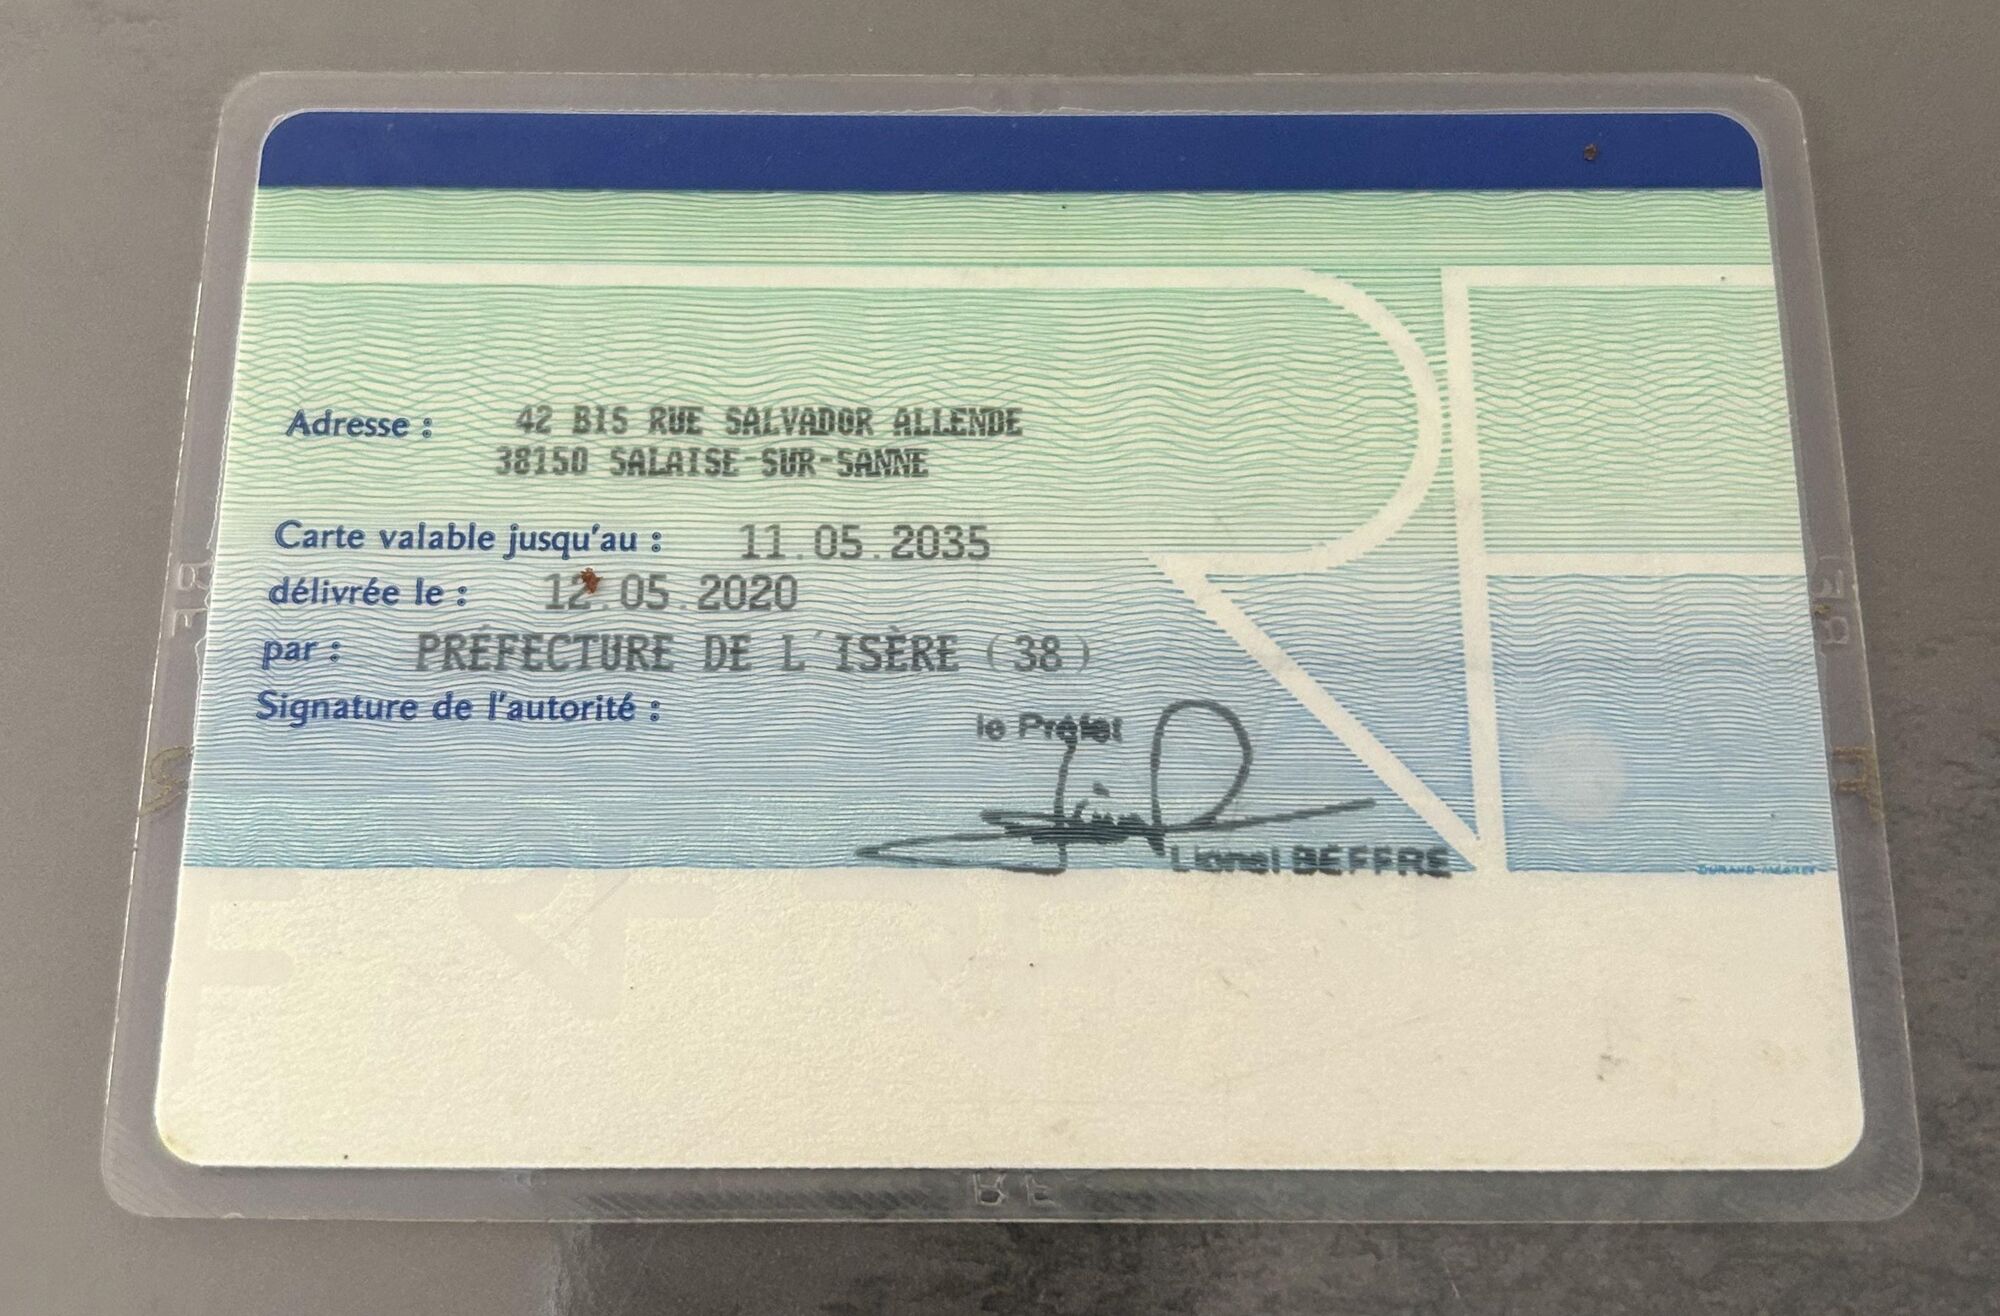 Adresse : 42 BIS RUE SALVADOR ALLENDE
38150 SALAISE-SUR-SANNE
Carte valable jusqu'au : 11.05.2035
délivrée le : 12.05.2020
par : PRÉFECTURE DE L'ISÈRE (38)
Signature de l'autorité :
le Préfet
Lionel BEFFRE
RF